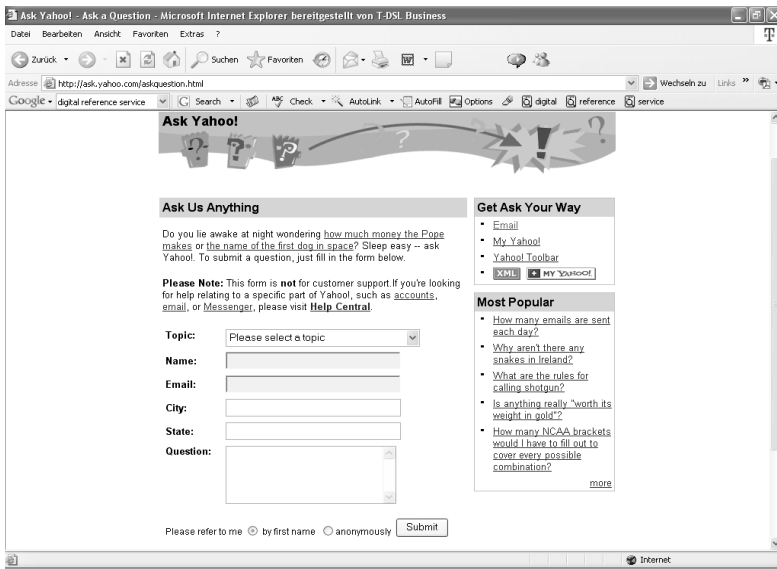 Ask Yahoo! - Ask a Question - Microsoft Internet Explorer bereitgestellt von T-DSL Business
Datei Bearbeiten Ansicht Favoriten Extras ?
Zurück Suchen Favoriten
Adresse http://ask.yahoo.com/askquestion.html Wechseln zu Links »
Google digital reference service Search Check AutoLink AutoFill Options digital reference service
Ask Yahoo!
? ? ? ? ! ?
Ask Us Anything
Do you lie awake at night wondering how much money the Pope
makes or the name of the first dog in space? Sleep easy -- ask
Yahoo!. To submit a question, just fill in the form below.
Please Note: This form is not for customer support.If you're looking
for help relating to a specific part of Yahoo!, such as accounts,
email, or Messenger, please visit Help Central.
Topic: Please select a topic
Name:
Email:
City:
State:
Question:
Please refer to me by first name anonymously Submit
Get Ask Your Way
Email
My Yahoo!
Yahoo! Toolbar
XML + MY YAHOO!
Most Popular
How many emails are sent
each day?
Why aren't there any
snakes in Ireland?
What are the rules for
calling shotgun?
Is anything really "worth its
weight in gold"?
How many NCAA brackets
would I have to fill out to
cover every possible
combination?
more
Internet